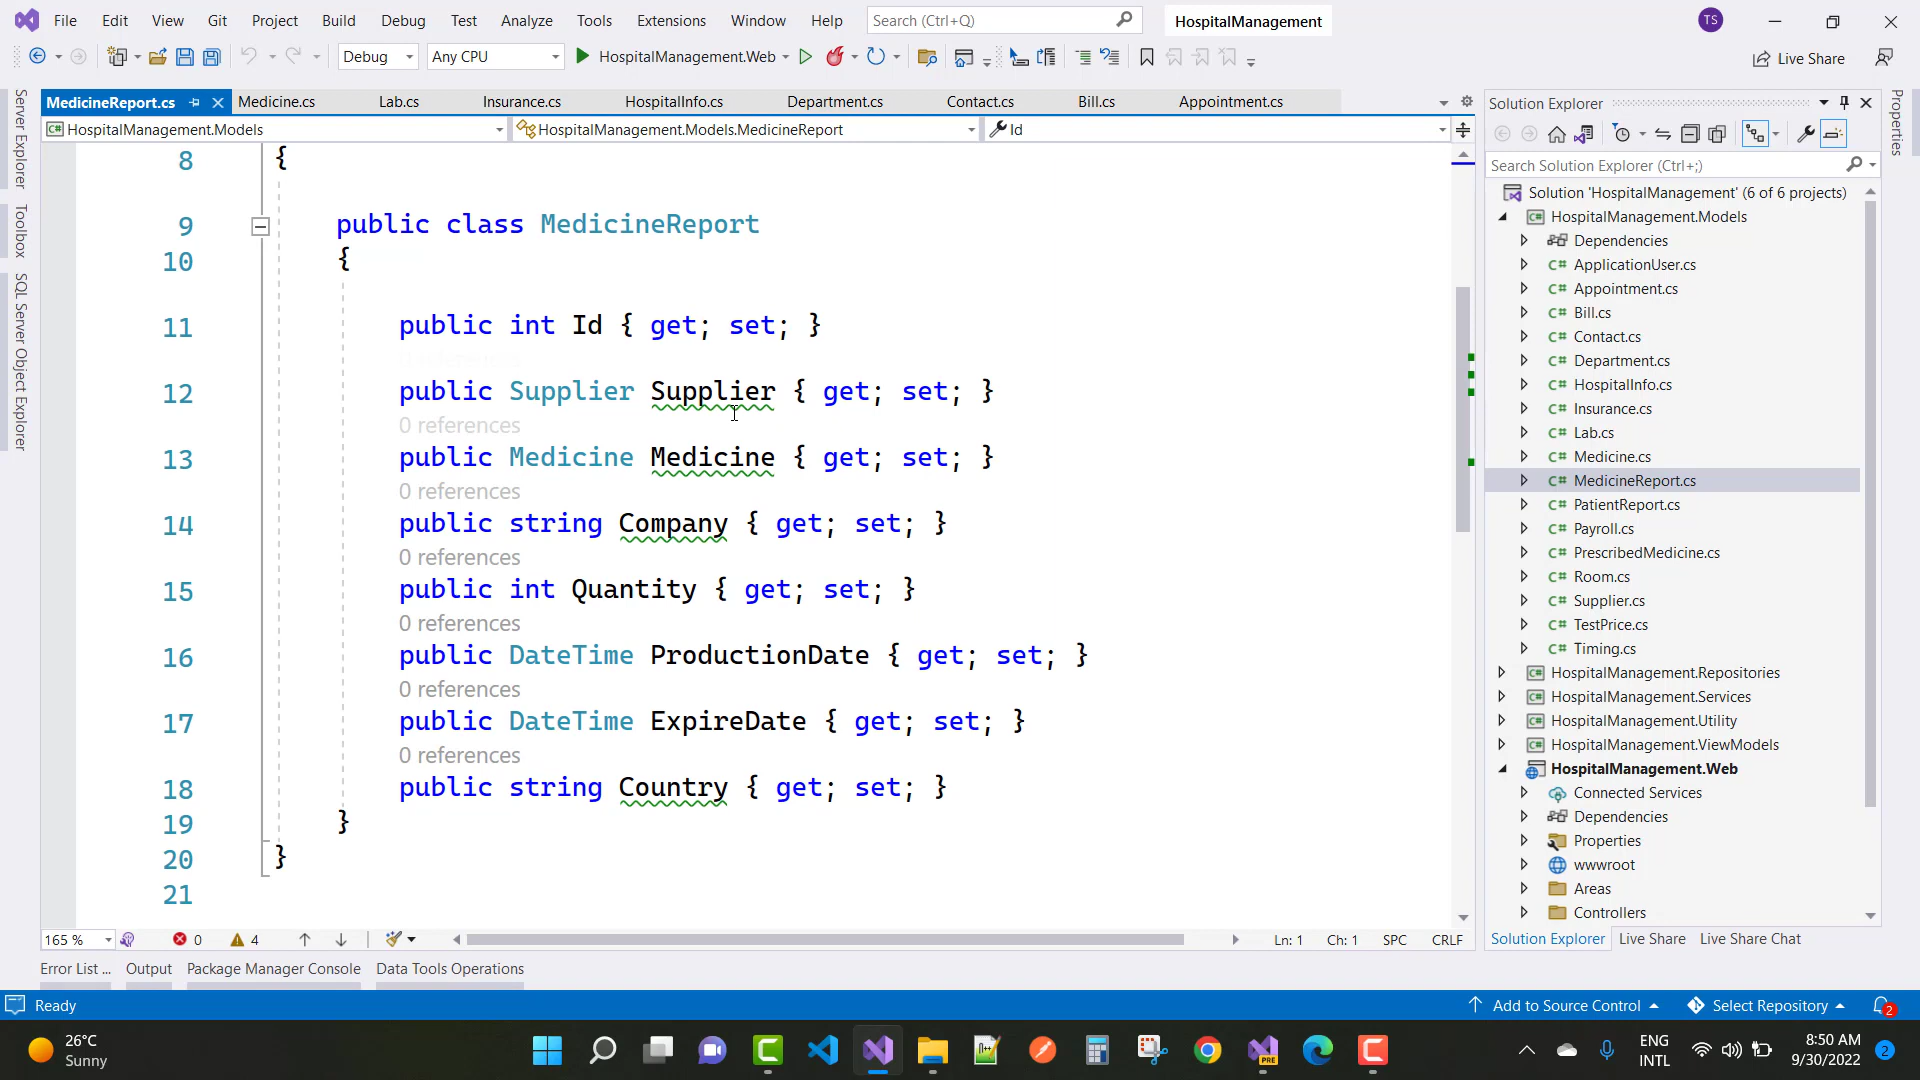 File Edit View Git Project Build Debug Test Analyze Tools Extensions Window Help Search (Ctrl+Q) HospitalManagement TS
Debug Any CPU HospitalManagement.Web Live Share
MedicineReport.cs Medicine.cs Lab.cs Insurance.cs HospitalInfo.cs Department.cs Contact.cs Bill.cs Appointment.cs
HospitalManagement.Models HospitalManagement.Models.MedicineReport Id
8 {
9 public class MedicineReport
10 {
11 public int Id { get; set; }
0 references
12 public Supplier Supplier { get; set; }
0 references
13 public Medicine Medicine { get; set; }
0 references
14 public string Company { get; set; }
0 references
15 public int Quantity { get; set; }
0 references
16 public DateTime ProductionDate { get; set; }
0 references
17 public DateTime ExpireDate { get; set; }
0 references
18 public string Country { get; set; }
19 }
20 }
21
165 % 0 4 Ln: 1 Ch: 1 SPC CRLF
Error List ... Output Package Manager Console Data Tools Operations
Server Explorer
Toolbox
SQL Server Object Explorer
Solution Explorer
Search Solution Explorer (Ctrl+;)
Solution 'HospitalManagement' (6 of 6 projects)
C# HospitalManagement.Models
Dependencies
C# ApplicationUser.cs
C# Appointment.cs
C# Bill.cs
C# Contact.cs
C# Department.cs
C# HospitalInfo.cs
C# Insurance.cs
C# Lab.cs
C# Medicine.cs
C# MedicineReport.cs
C# PatientReport.cs
C# Payroll.cs
C# PrescribedMedicine.cs
C# Room.cs
C# Supplier.cs
C# TestPrice.cs
C# Timing.cs
C# HospitalManagement.Repositories
C# HospitalManagement.Services
C# HospitalManagement.Utility
C# HospitalManagement.ViewModels
HospitalManagement.Web
Connected Services
Dependencies
Properties
wwwroot
Areas
Controllers
Solution Explorer Live Share Live Share Chat
Properties
Ready Add to Source Control Select Repository 2
26°C
Sunny
PRE
ENG
INTL
8:50 AM
9/30/2022
2